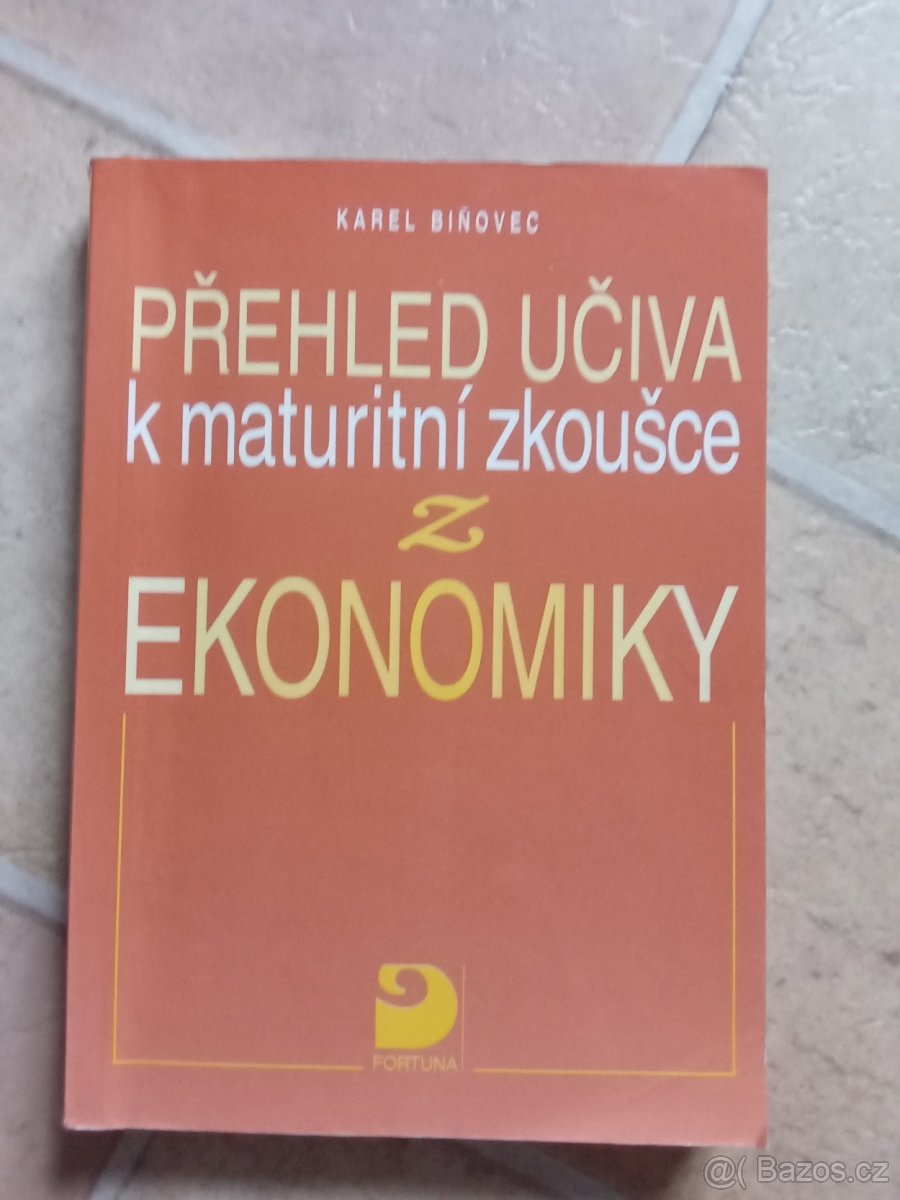 KAREL BIŇOVEC
PŘEHLED UČIVA
k maturitní zkoušce
z
EKONOMIKY
FORTUNA
@( Bazos.cz